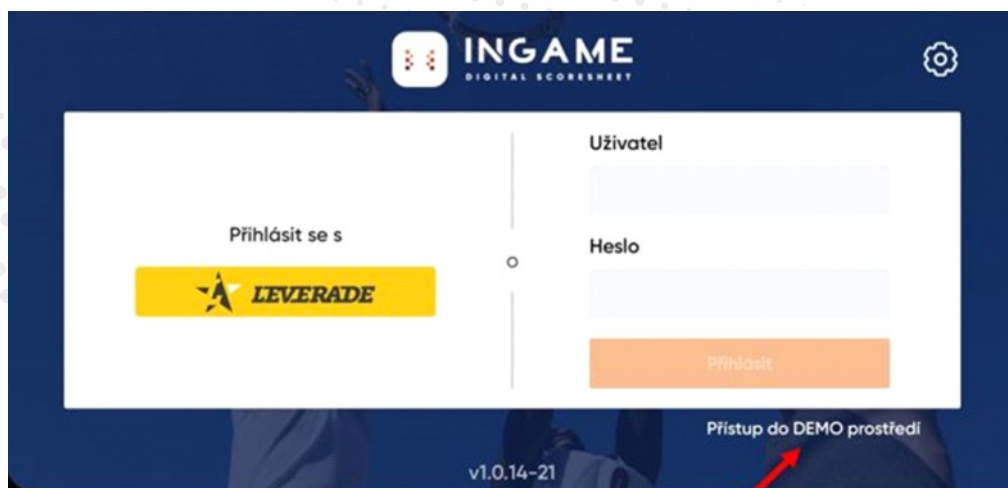 INGAME
DIGITAL SCORESHEET
Přihlásit se s
LEVERADE
Uživatel
Heslo
Přihlásit
Přístup do DEMO prostředí
v1.0.14-21